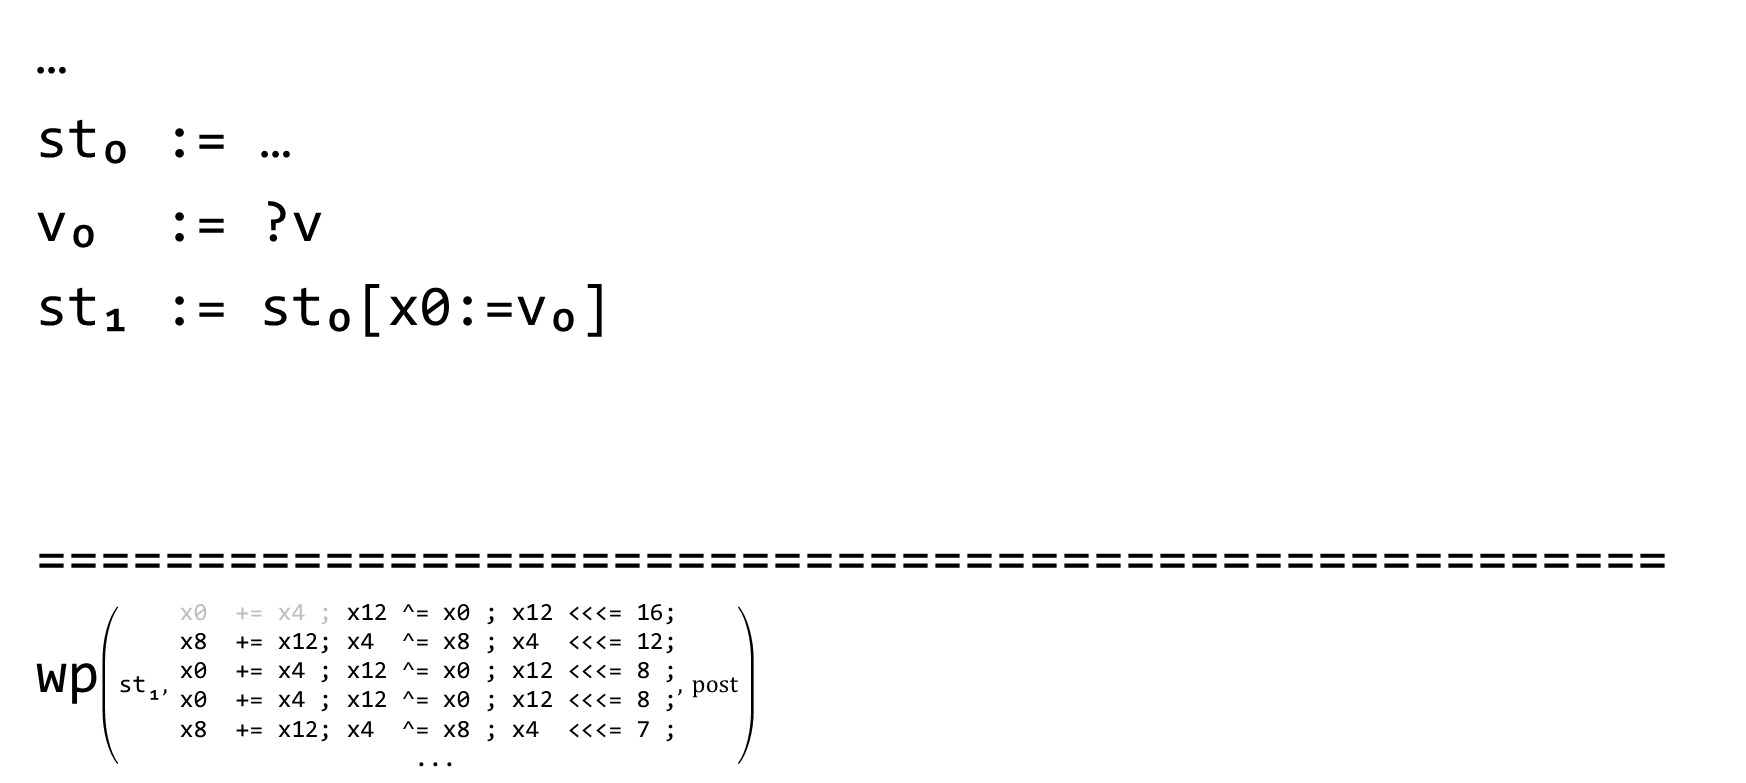 …
st₀ := …
v₀  := ?v
st₁ := st₀[x0:=v₀]
===================================================
x0  += x4 ; x12 ^= x0 ; x12 <<<= 16;
x8  += x12; x4  ^= x8 ; x4  <<<= 12;
x0  += x4 ; x12 ^= x0 ; x12 <<<= 8 ;
wp( st₁, , post )
x0  += x4 ; x12 ^= x0 ; x12 <<<= 8 ;
x8  += x12; x4  ^= x8 ; x4  <<<= 7 ;
...